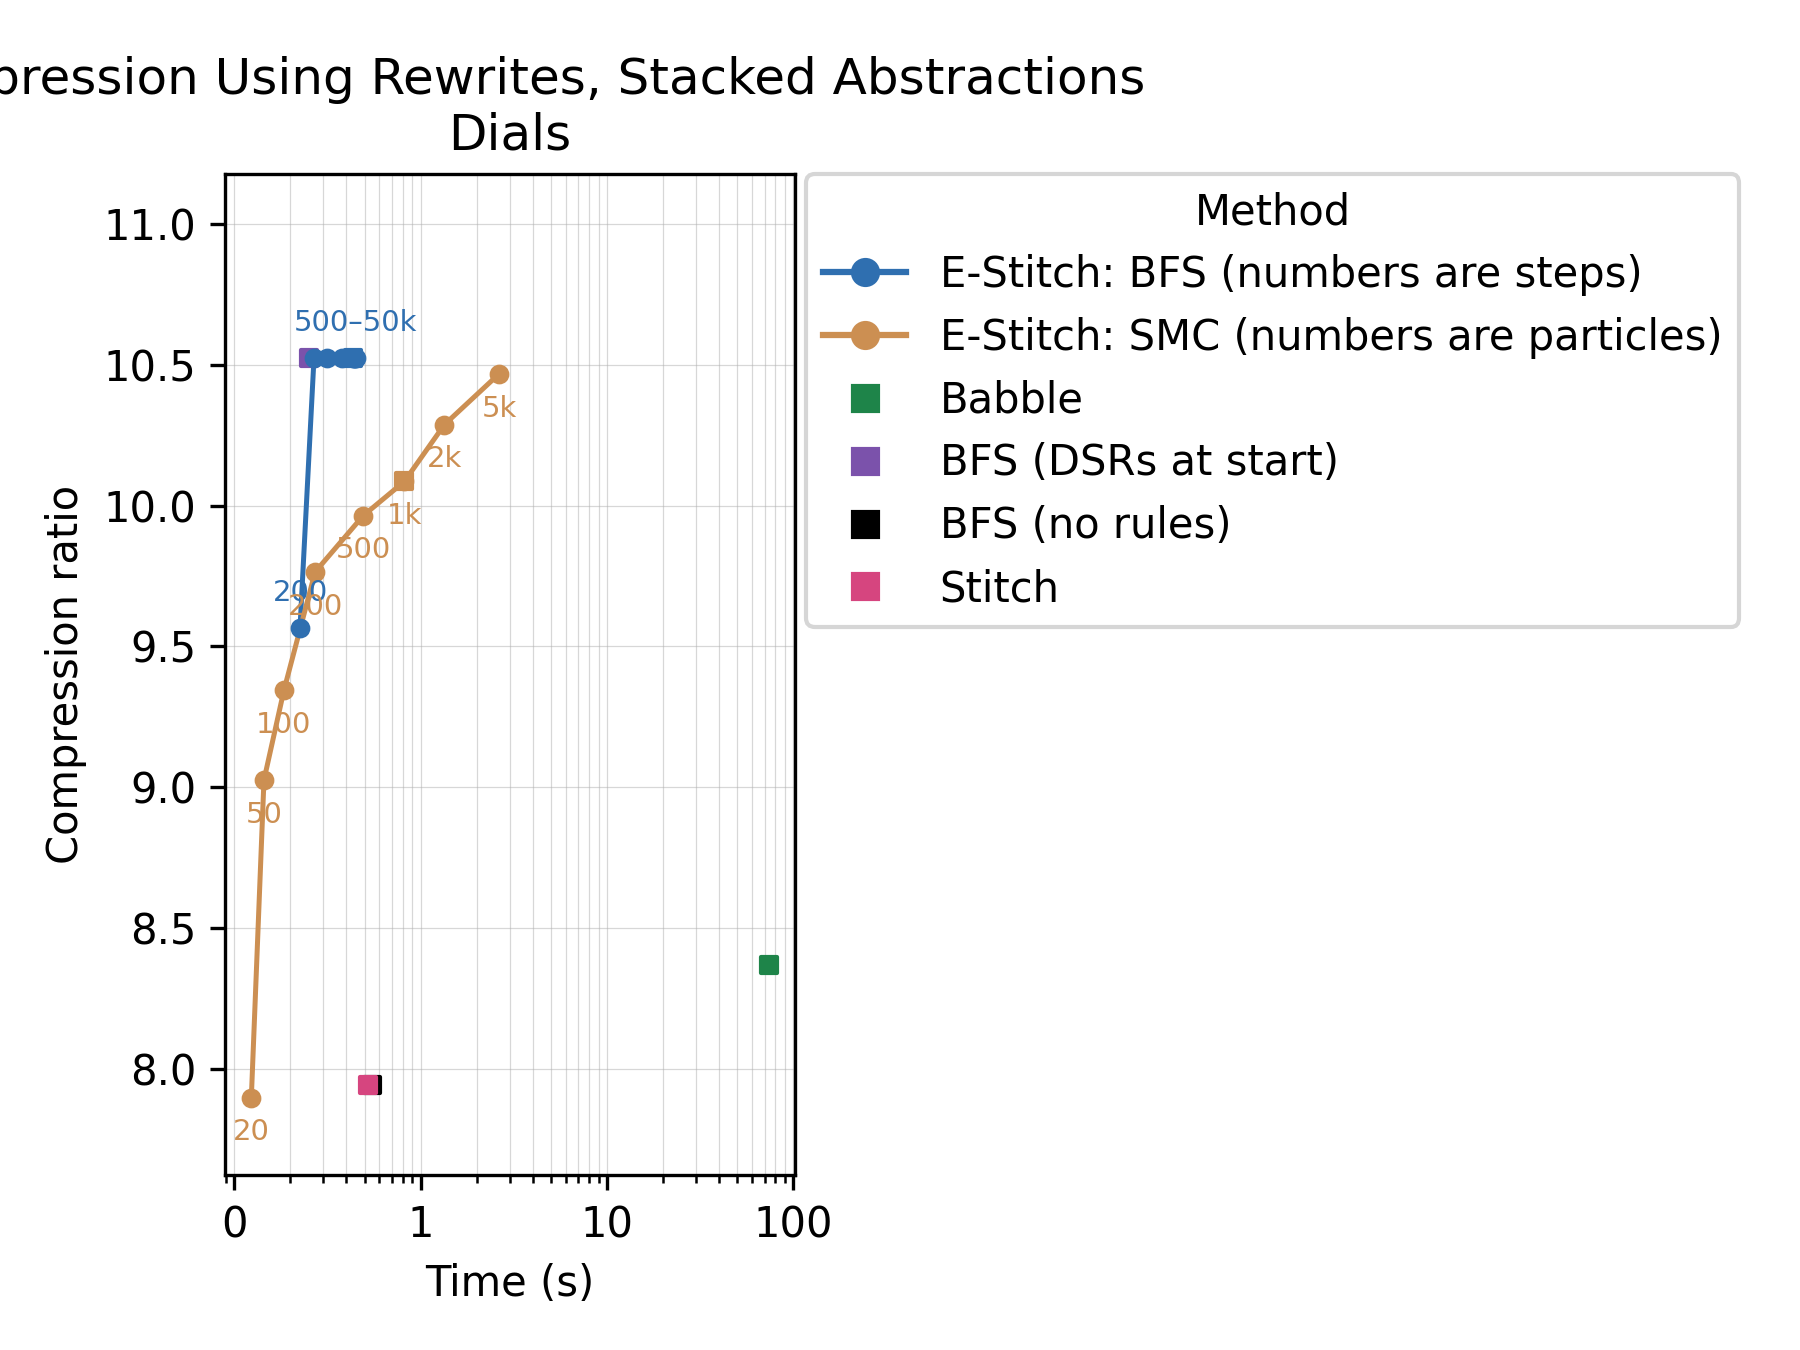 Using Rewrites, Stacked Abstractions
Dials
Method
E-Stitch: BFS (numbers are steps)
E-Stitch: SMC (numbers are particles)
Babble
BFS (DSRs at start)
BFS (no rules)
Stitch
Compression ratio
11.0
10.5
10.0
9.5
9.0
8.5
8.0
500–50k
5k
2k
1k
500
200
200
100
50
20
0
1
10
100
Time (s)